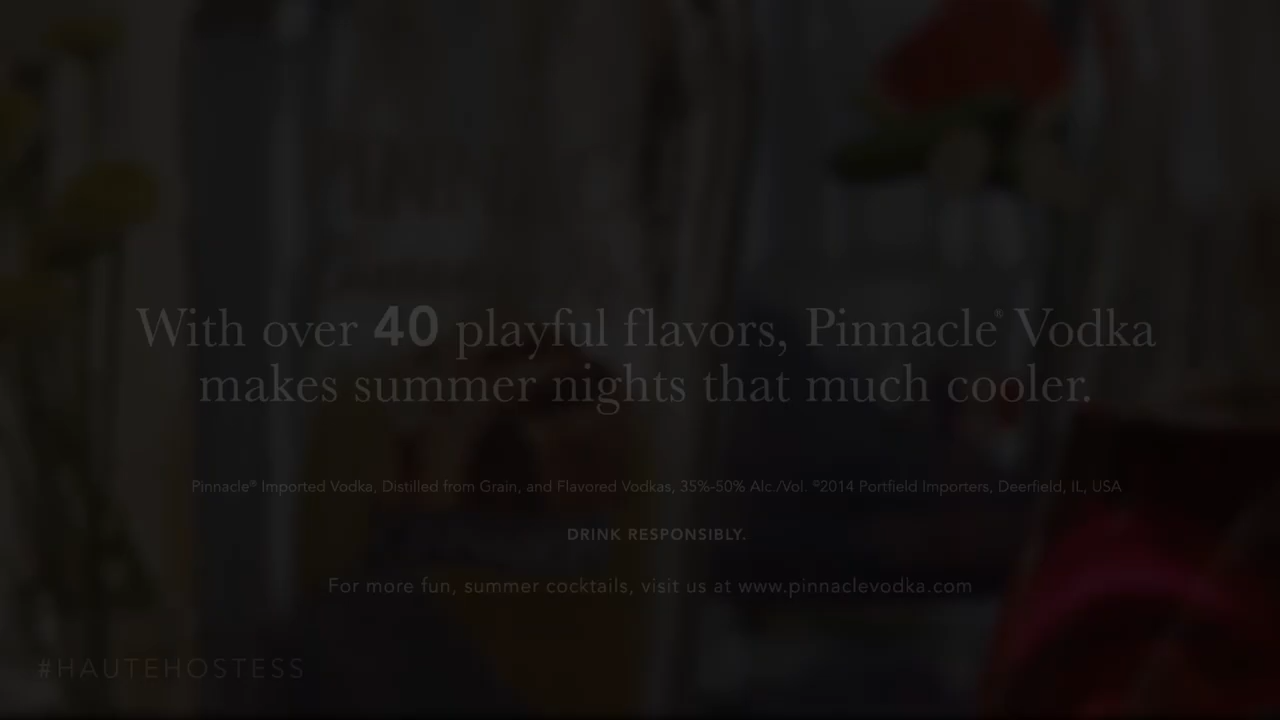 With over 40 playful flavors, Pinnacle® Vodka
makes summer nights that much cooler.
Pinnacle® Imported Vodka, Distilled from Grain, and Flavored Vodkas, 35%-50% Alc./Vol. ©2014 Portfield Importers, Deerfield, IL, USA
DRINK RESPONSIBLY.
For more fun, summer cocktails, visit us at www.pinnaclevodka.com
#HAUTEHOSTESS